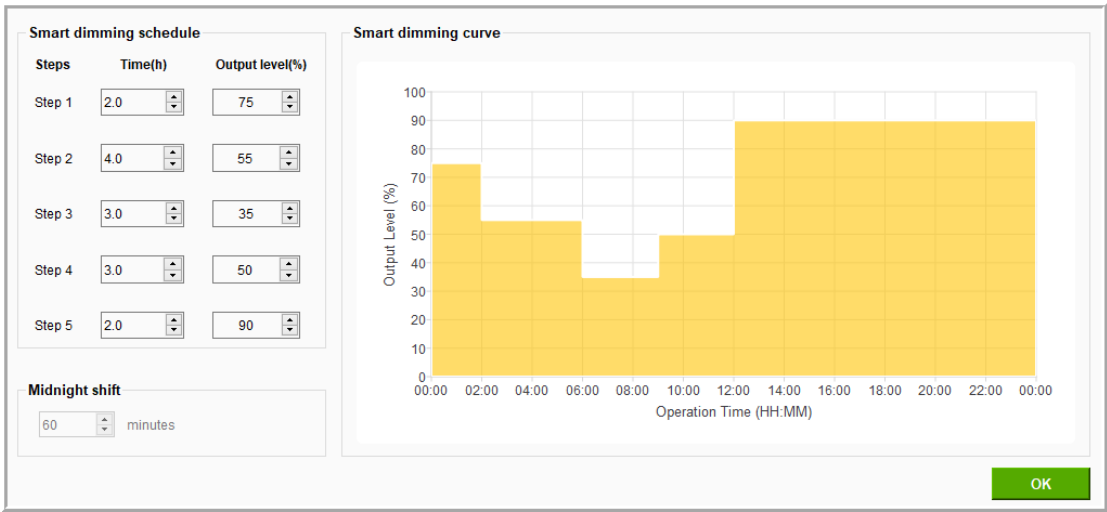 Smart dimming schedule
Steps Time(h) Output level(%)
Step 1 2.0 75
Step 2 4.0 55
Step 3 3.0 35
Step 4 3.0 50
Step 5 2.0 90
Midnight shift
60 minutes
Smart dimming curve
100
90
80
70
60
50
40
30
20
10
0
Output Level (%)
00:00 02:00 04:00 06:00 08:00 10:00 12:00 14:00 16:00 18:00 20:00 22:00 00:00
Operation Time (HH:MM)
OK